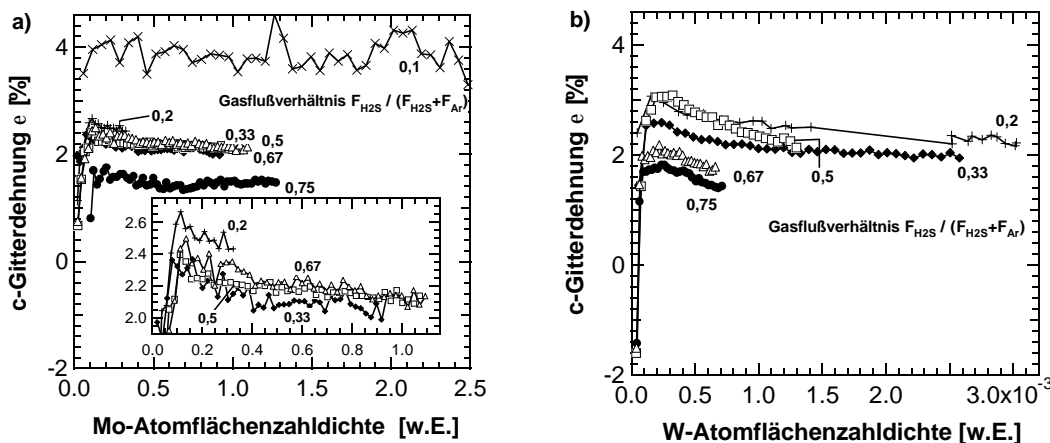 a)
c-Gitterdehnung e [%]
4
2
0
-2
0,1
Gasflußverhältnis F_H2S / (F_H2S+F_Ar)
0,2
0,33
0,5
0,67
0,75
2.6
2.4
2.2
2.0
0,2
0,67
0,5
0,33
0.0 0.2 0.4 0.6 0.8 1.0
0.0 0.5 1.0 1.5 2.0 2.5
Mo-Atomflächenzahldichte [w.E.]
b)
c-Gitterdehnung e [%]
4
2
0
-2
0,2
0,5
0,33
0,67
0,75
Gasflußverhältnis F_H2S / (F_H2S+F_Ar)
0.0 1.0 2.0 3.0x10^-3
W-Atomflächenzahldichte [w.E.]